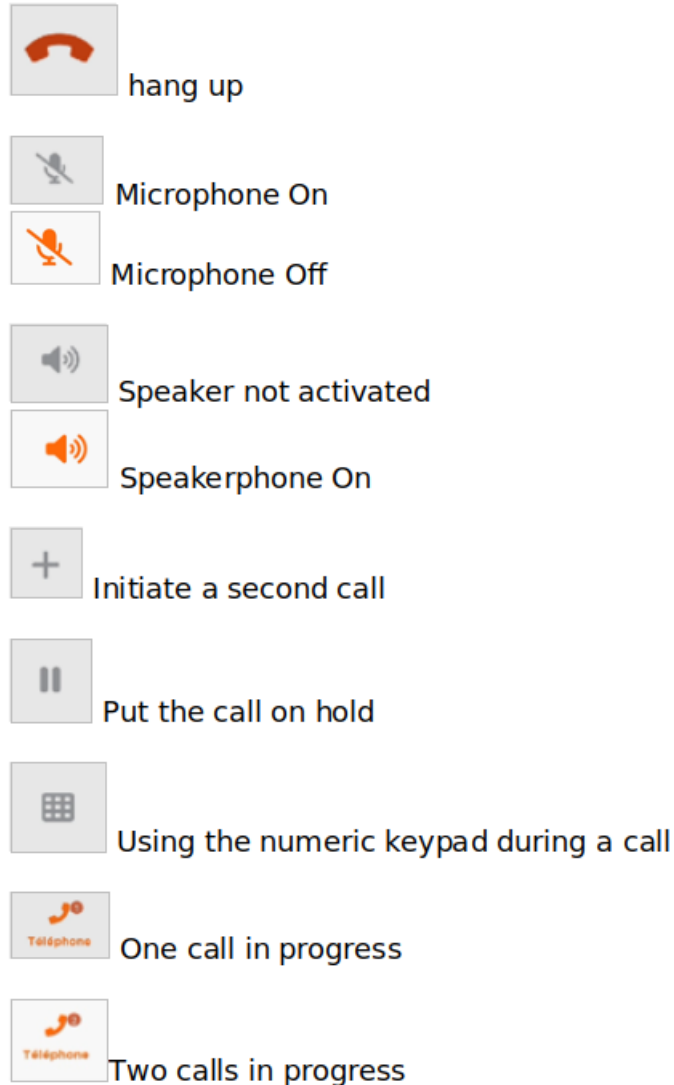 hang up
Microphone On
Microphone Off
Speaker not activated
Speakerphone On
Initiate a second call
Put the call on hold
Using the numeric keypad during a call
Téléphone
One call in progress
Téléphone
Two calls in progress